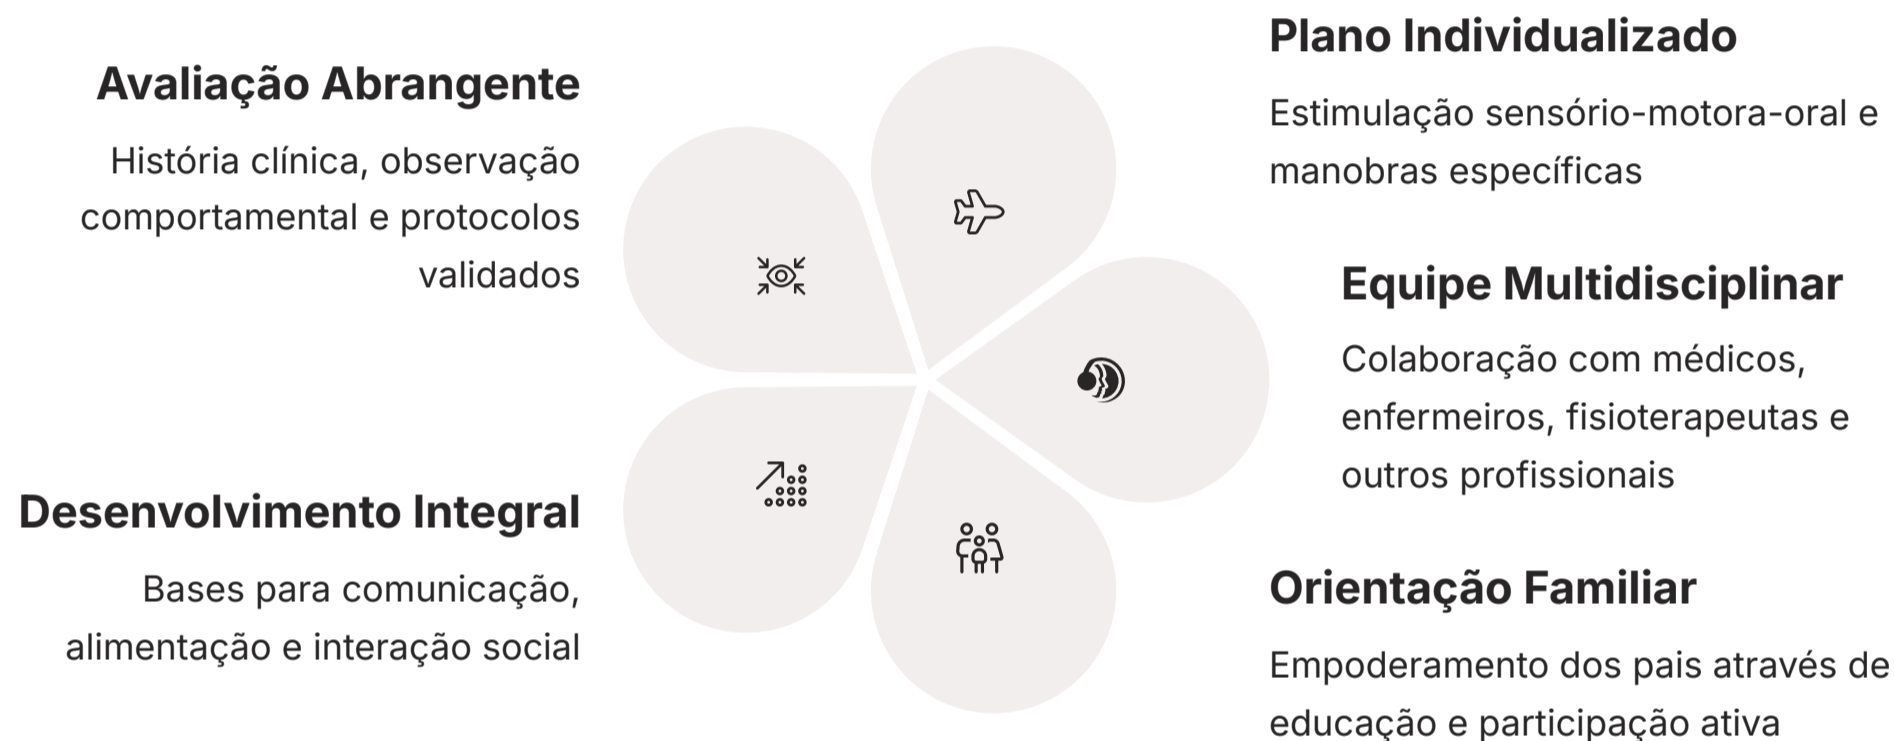 Avaliação Abrangente
História clínica, observação
comportamental e protocolos
validados
Plano Individualizado
Estimulação sensório-motora-oral e
manobras específicas
Equipe Multidisciplinar
Colaboração com médicos,
enfermeiros, fisioterapeutas e
outros profissionais
Orientação Familiar
Empoderamento dos pais através de
educação e participação ativa
Desenvolvimento Integral
Bases para comunicação,
alimentação e interação social